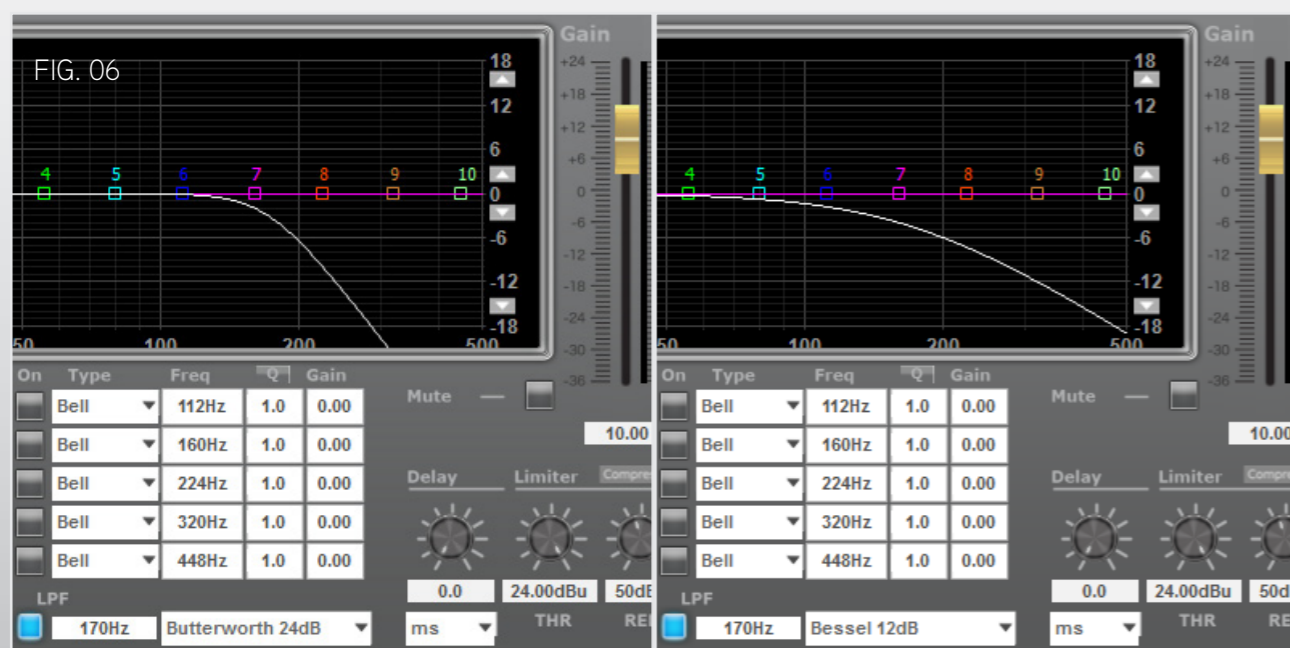 FIG. 06
Gain
+24
+18
+12
+6
0
-6
-12
-18
-24
-30
-36
18
12
6
0
-6
-12
-18
4 5 6 7 8 9 10
50 100 200 500
On Type Freq Q Gain
Bell 112Hz 1.0 0.00
Bell 160Hz 1.0 0.00
Bell 224Hz 1.0 0.00
Bell 320Hz 1.0 0.00
Bell 448Hz 1.0 0.00
LPF
170Hz Butterworth 24dB
Mute
10.00
Delay Limiter
0.0 24.00dBu
ms THR
Gain
+24
+18
+12
+6
0
-6
-12
-18
-24
-30
-36
18
12
6
0
-6
-12
-18
4 5 6 7 8 9 10
50 100 200 500
On Type Freq Q Gain
Bell 112Hz 1.0 0.00
Bell 160Hz 1.0 0.00
Bell 224Hz 1.0 0.00
Bell 320Hz 1.0 0.00
Bell 448Hz 1.0 0.00
LPF
170Hz Bessel 12dB
Mute
10.00
Delay Limiter
0.0 24.00dBu 50d
ms THR RE